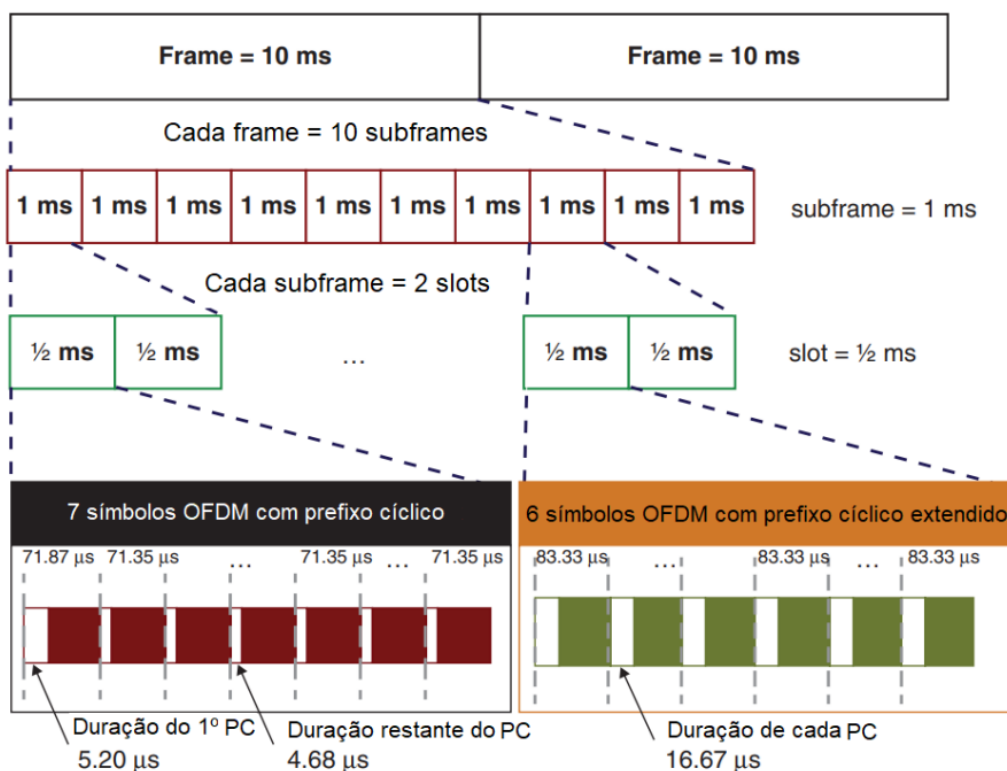 Frame = 10 ms Frame = 10 ms
Cada frame = 10 subframes
1 ms 1 ms 1 ms 1 ms 1 ms 1 ms 1 ms 1 ms 1 ms 1 ms subframe = 1 ms
Cada subframe = 2 slots
½ ms ½ ms ... ½ ms ½ ms slot = ½ ms
7 símbolos OFDM com prefixo cíclico
71.87 µs 71.35 µs ... 71.35 µs ... 71.35 µs
Duração do 1º PC
5.20 µs
Duração restante do PC
4.68 µs
6 símbolos OFDM com prefixo cíclico extendido
83.33 µs ... 83.33 µs ... 83.33 µs
Duração de cada PC
16.67 µs